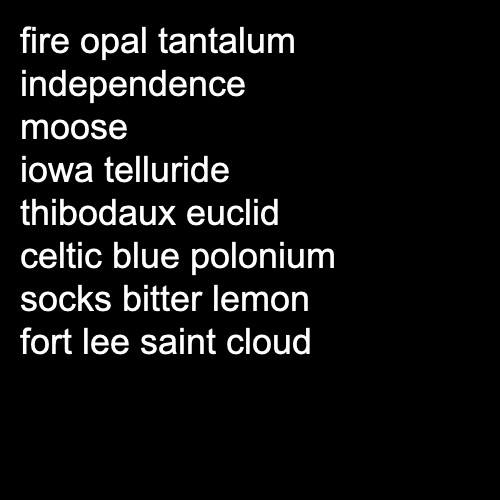 fire opal tantalum
independence
moose
iowa telluride
thibodaux euclid
celtic blue polonium
socks bitter lemon
fort lee saint cloud